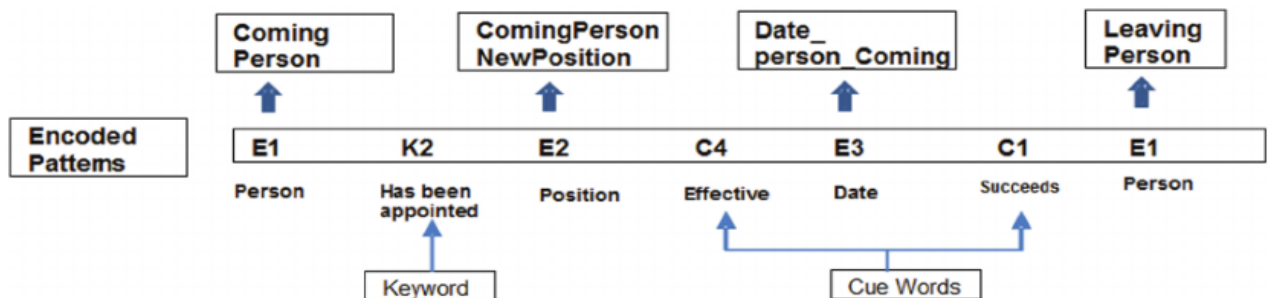 Coming
Person
ComingPerson
NewPosition
Date_
person_Coming
Leaving
Person
Encoded
Patterns
E1 K2 E2 C4 E3 C1 E1
Person
Has been
appointed
Position
Effective
Date
Succeeds
Person
Keyword
Cue Words